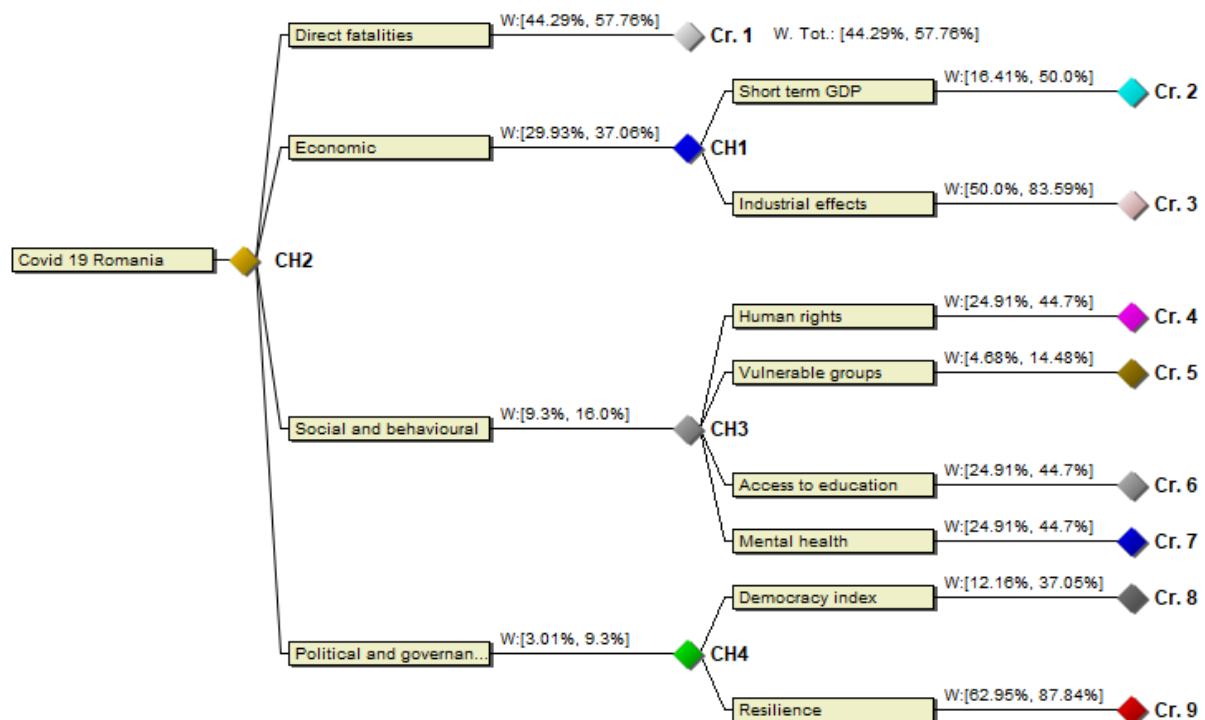 Direct fatalities W:[44.29%, 57.76%] Cr. 1 W. Tot.: [44.29%, 57.76%]
Short term GDP W:[16.41%, 50.0%] Cr. 2
Economic W:[29.93%, 37.06%] CH1
Industrial effects W:[50.0%, 83.59%] Cr. 3
Covid 19 Romania CH2
Human rights W:[24.91%, 44.7%] Cr. 4
Vulnerable groups W:[4.68%, 14.48%] Cr. 5
Social and behavioural W:[9.3%, 16.0%] CH3
Access to education W:[24.91%, 44.7%] Cr. 6
Mental health W:[24.91%, 44.7%] Cr. 7
Democracy index W:[12.16%, 37.05%] Cr. 8
Political and governan... W:[3.01%, 9.3%] CH4
Resilience W:[62.95%, 87.84%] Cr. 9